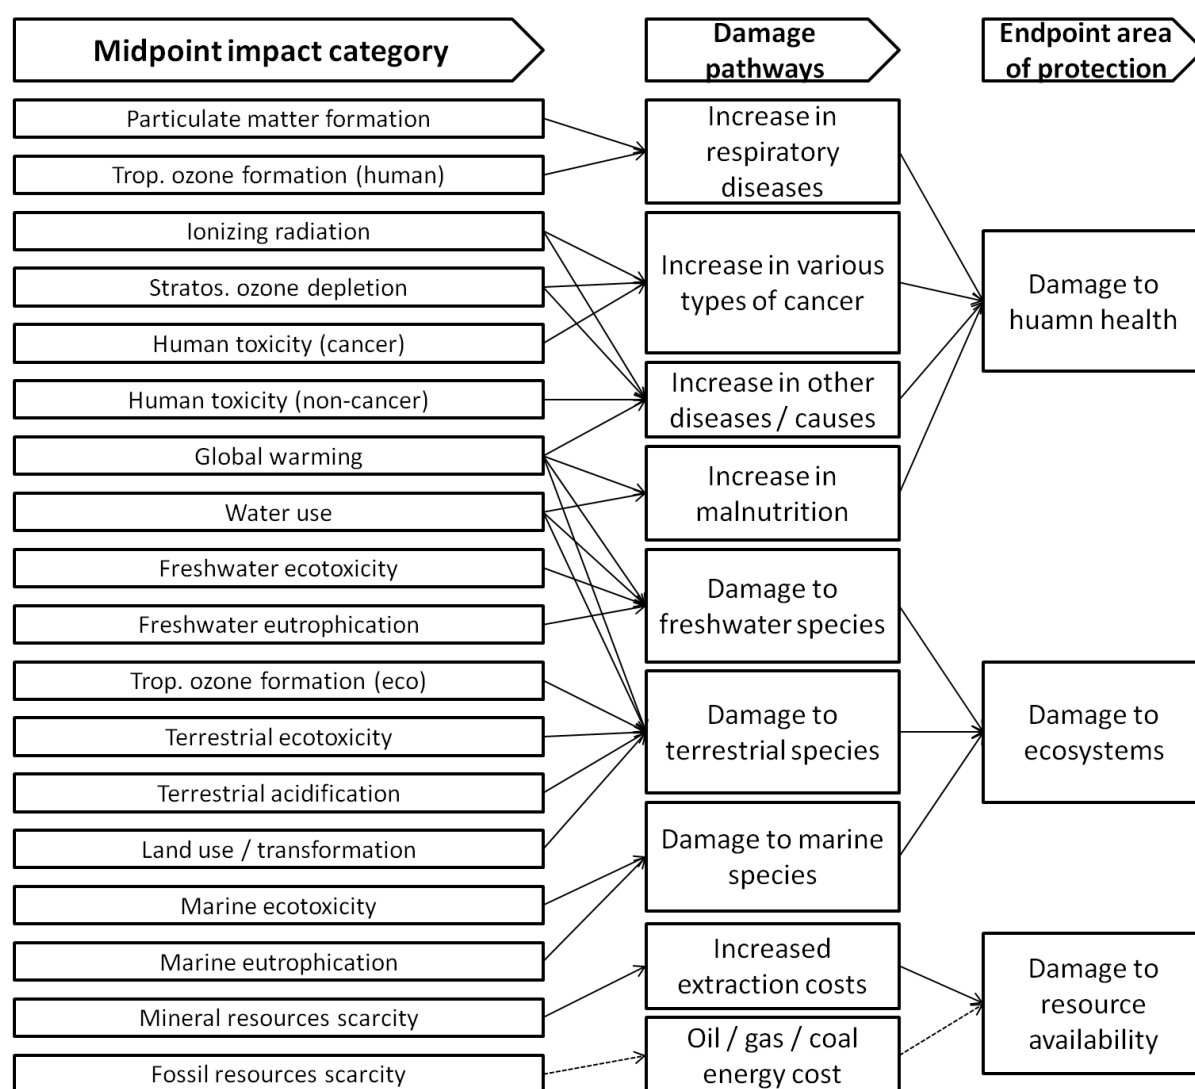 Midpoint impact category
Damage
pathways
Endpoint area
of protection
Particulate matter formation
Trop. ozone formation (human)
Ionizing radiation
Stratos. ozone depletion
Human toxicity (cancer)
Human toxicity (non-cancer)
Global warming
Water use
Freshwater ecotoxicity
Freshwater eutrophication
Trop. ozone formation (eco)
Terrestrial ecotoxicity
Terrestrial acidification
Land use / transformation
Marine ecotoxicity
Marine eutrophication
Mineral resources scarcity
Fossil resources scarcity
Increase in
respiratory
diseases
Increase in various
types of cancer
Increase in other
diseases / causes
Increase in
malnutrition
Damage to
freshwater species
Damage to
terrestrial species
Damage to marine
species
Increased
extraction costs
Oil / gas / coal
energy cost
Damage to
huamn health
Damage to
ecosystems
Damage to
resource
availability